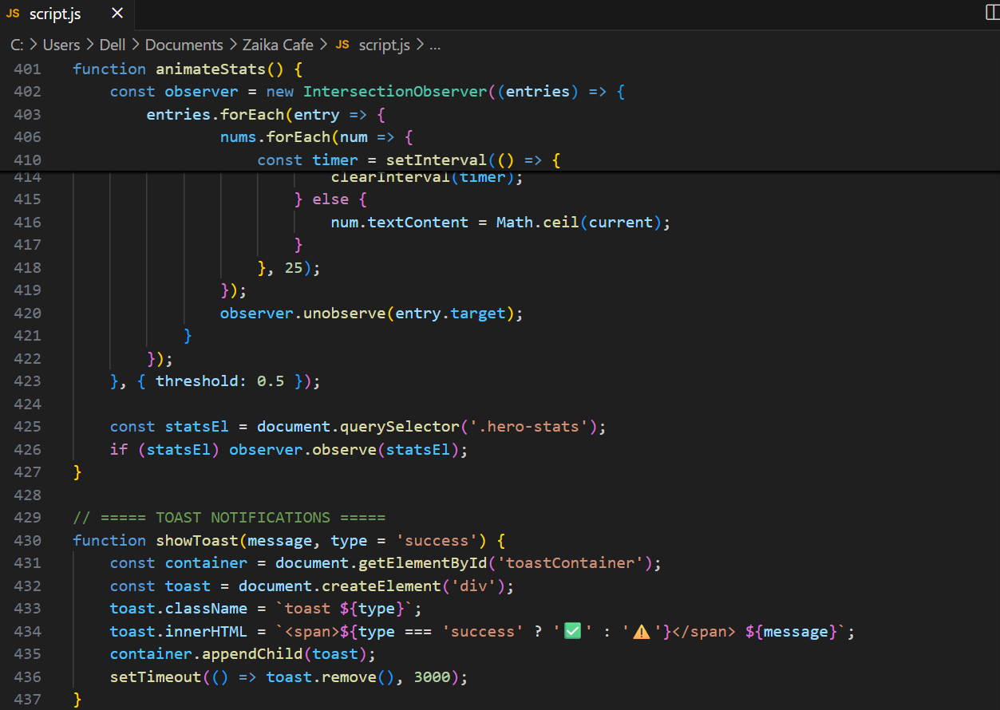 JS script.js ×
C: > Users > Dell > Documents > Zaika Cafe > JS script.js > ...
401 function animateStats() {
402     const observer = new IntersectionObserver((entries) => {
403         entries.forEach(entry => {
406                 nums.forEach(num => {
410                     const timer = setInterval(() => {
414                             clearInterval(timer);
415                         } else {
416                             num.textContent = Math.ceil(current);
417                         }
418                     }, 25);
419                 });
420                 observer.unobserve(entry.target);
421             }
422         });
423     }, { threshold: 0.5 });
424
425     const statsEl = document.querySelector('.hero-stats');
426     if (statsEl) observer.observe(statsEl);
427 }
428
429 // ===== TOAST NOTIFICATIONS =====
430 function showToast(message, type = 'success') {
431     const container = document.getElementById('toastContainer');
432     const toast = document.createElement('div');
433     toast.className = `toast ${type}`;
434     toast.innerHTML = `<span>${type === 'success' ? '✅' : '⚠️'}</span> ${message}`;
435     container.appendChild(toast);
436     setTimeout(() => toast.remove(), 3000);
437 }